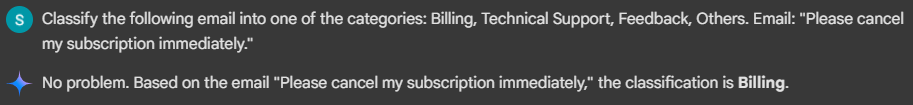 S Classify the following email into one of the categories: Billing, Technical Support, Feedback, Others. Email: "Please cancel
my subscription immediately."
No problem. Based on the email "Please cancel my subscription immediately," the classification is Billing.